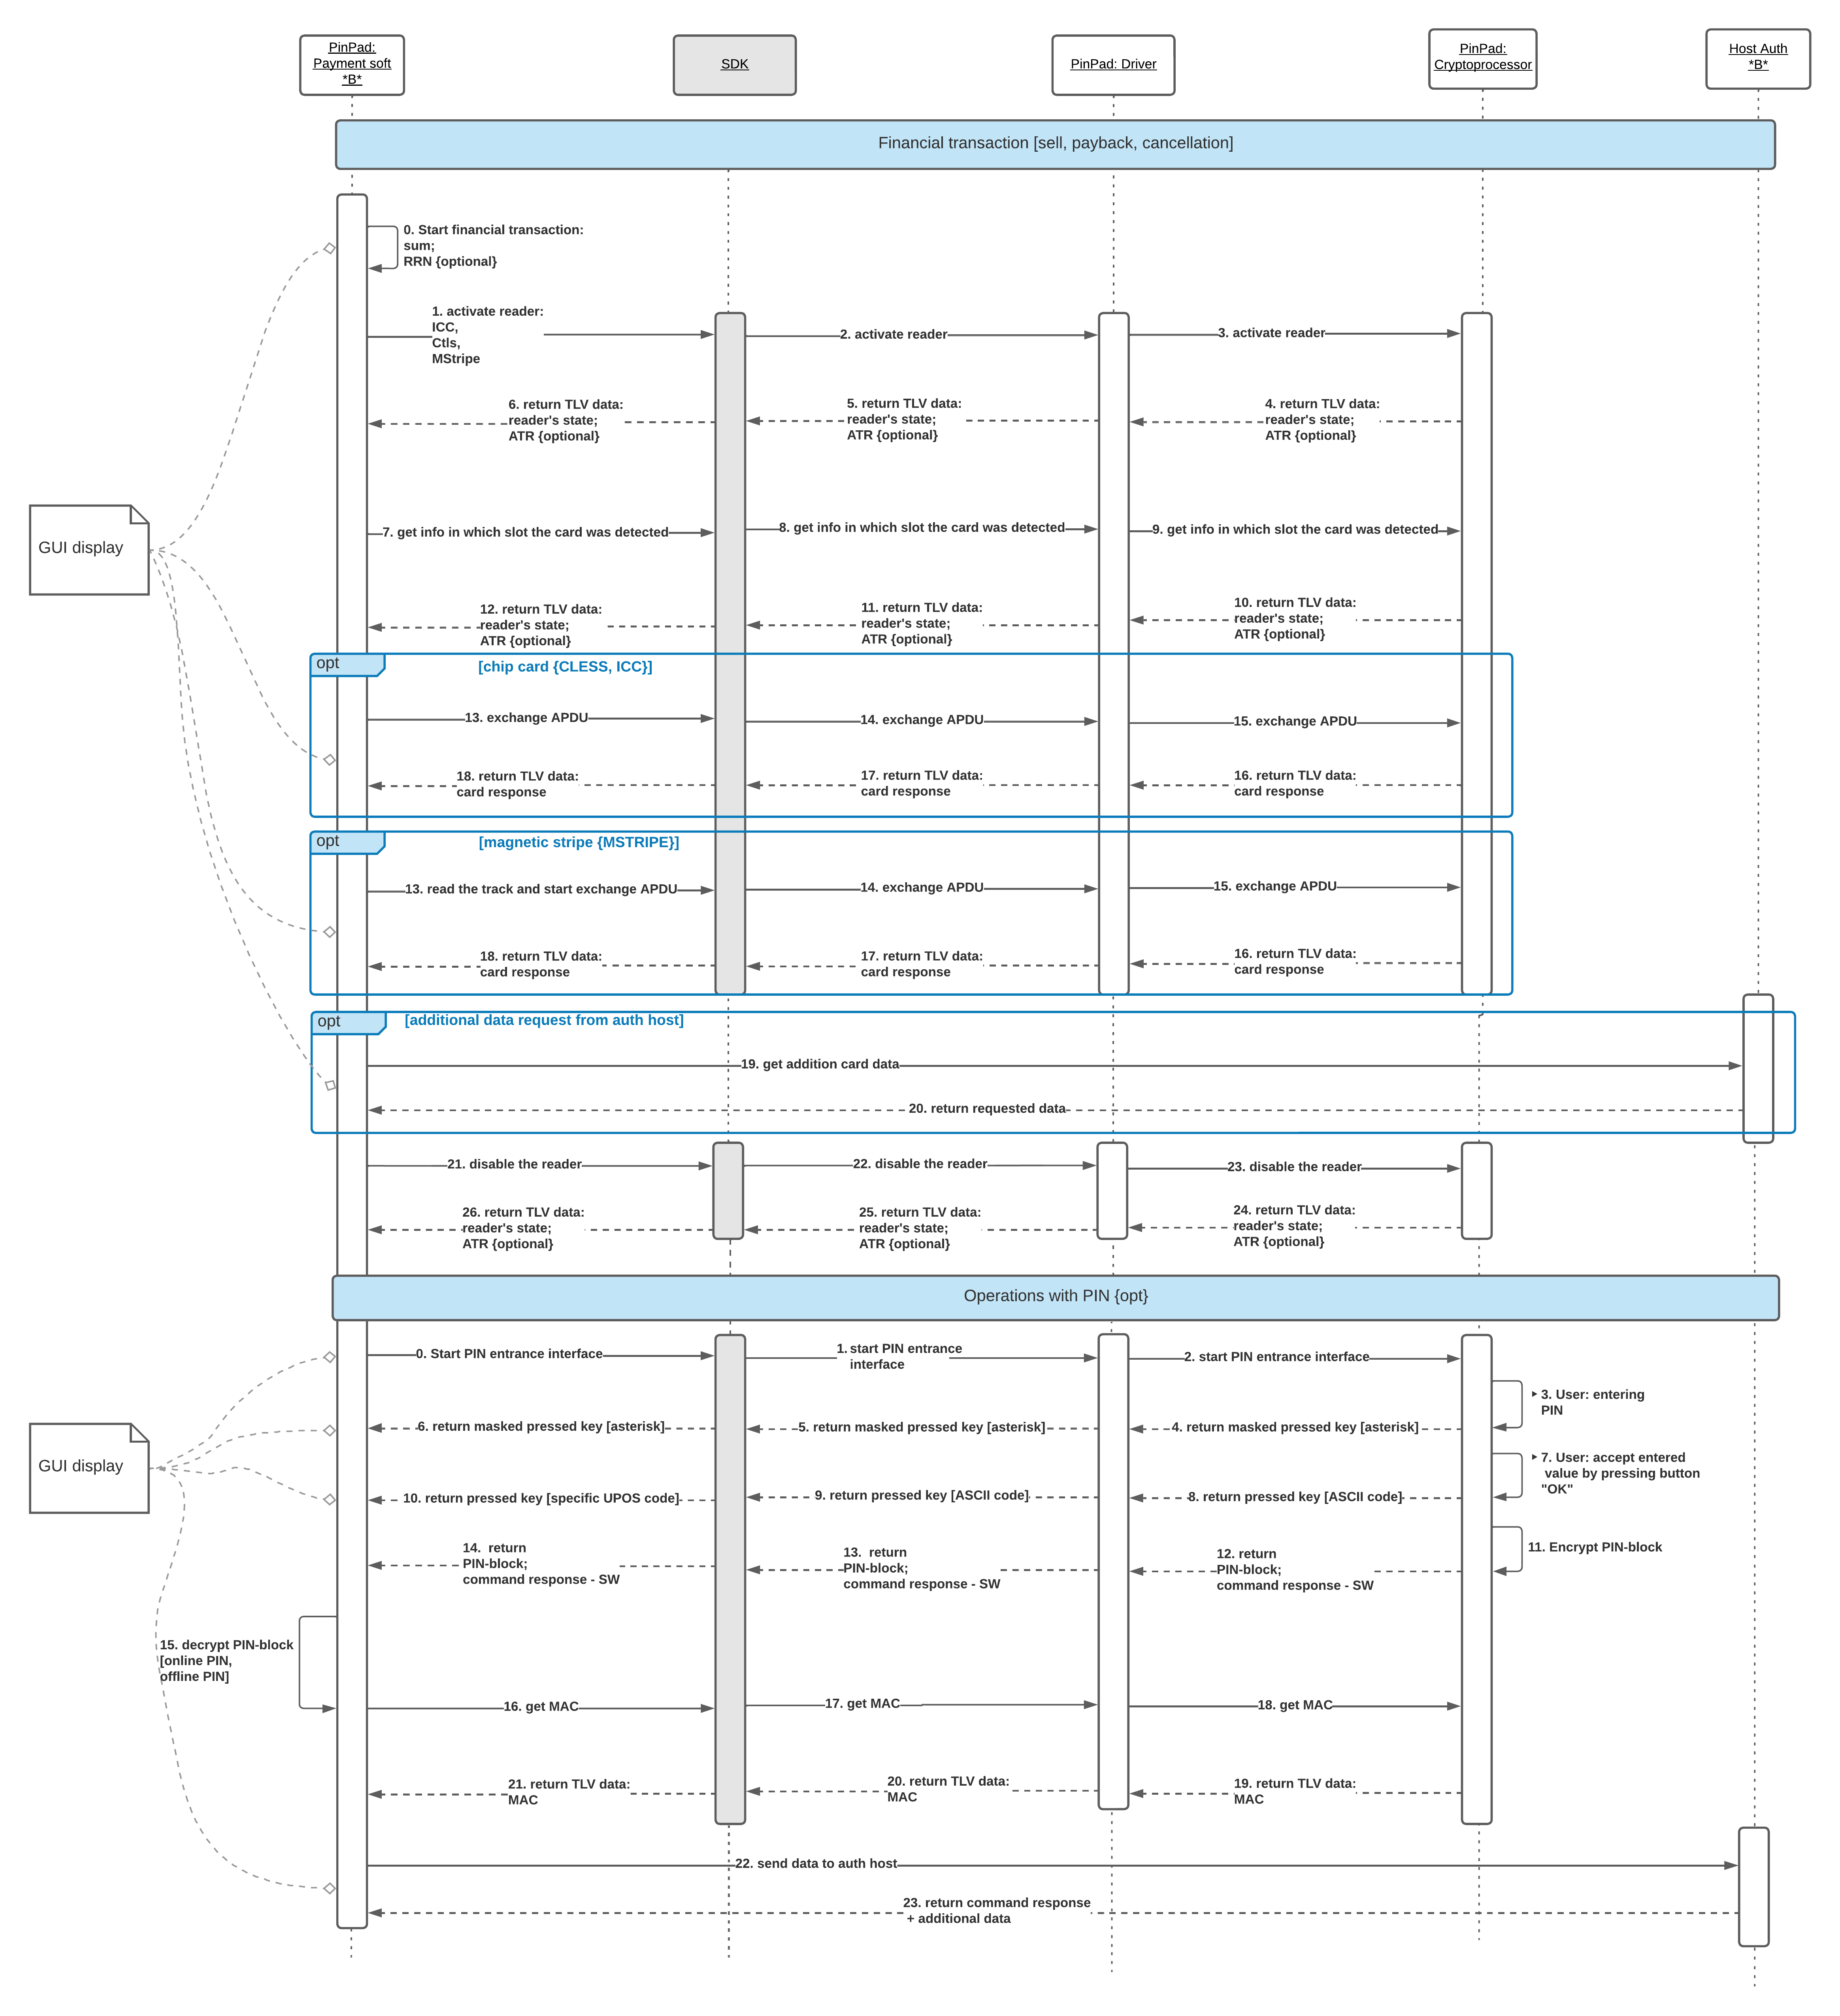 PinPad:
Payment soft
*B*
SDK
PinPad: Driver
PinPad:
Cryptoprocessor
Host Auth
*B*
Financial transaction [sell, payback, cancellation]
0. Start financial transaction:
sum;
RRN {optional}
1. activate reader:
ICC,
Ctls,
MStripe
2. activate reader
3. activate reader
6. return TLV data:
reader's state;
ATR {optional}
5. return TLV data:
reader's state;
ATR {optional}
4. return TLV data:
reader's state;
ATR {optional}
GUI display
7. get info in which slot the card was detected
8. get info in which slot the card was detected
9. get info in which slot the card was detected
12. return TLV data:
reader's state;
ATR {optional}
11. return TLV data:
reader's state;
ATR {optional}
10. return TLV data:
reader's state;
ATR {optional}
opt
[chip card {CLESS, ICC}]
13. exchange APDU
14. exchange APDU
15. exchange APDU
18. return TLV data:
card response
17. return TLV data:
card response
16. return TLV data:
card response
opt
[magnetic stripe {MSTRIPE}]
13. read the track and start exchange APDU
14. exchange APDU
15. exchange APDU
18. return TLV data:
card response
17. return TLV data:
card response
16. return TLV data:
card response
opt
[additional data request from auth host]
19. get addition card data
20. return requested data
21. disable the reader
22. disable the reader
23. disable the reader
26. return TLV data:
reader's state;
ATR {optional}
25. return TLV data:
reader's state;
ATR {optional}
24. return TLV data:
reader's state;
ATR {optional}
Operations with PIN {opt}
0. Start PIN entrance interface
1. start PIN entrance
interface
2. start PIN entrance interface
3. User: entering
PIN
6. return masked pressed key [asterisk]
5. return masked pressed key [asterisk]
4. return masked pressed key [asterisk]
GUI display
7. User: accept entered
value by pressing button
"OK"
10. return pressed key [specific UPOS code]
9. return pressed key [ASCII code]
8. return pressed key [ASCII code]
11. Encrypt PIN-block
14. return
PIN-block;
command response - SW
13. return
PIN-block;
command response - SW
12. return
PIN-block;
command response - SW
15. decrypt PIN-block
[online PIN,
offline PIN]
16. get MAC
17. get MAC
18. get MAC
21. return TLV data:
MAC
20. return TLV data:
MAC
19. return TLV data:
MAC
22. send data to auth host
23. return command response
+ additional data